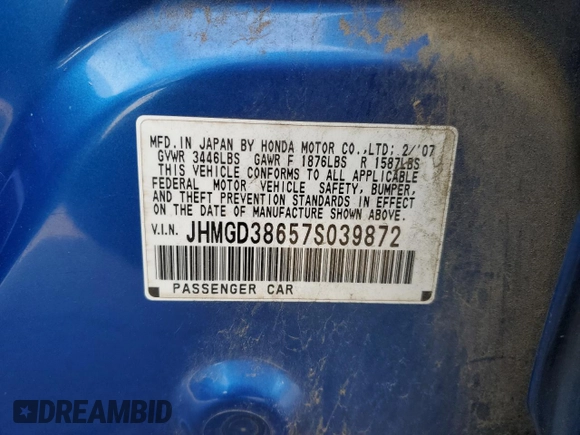 MFD. IN JAPAN BY HONDA MOTOR CO.,LTD: 2/'07
GVWR 3446LBS GAWR F 1876LBS R 1587LBS
THIS VEHICLE CONFORMS TO ALL APPLICABLE
FEDERAL MOTOR VEHICLE SAFETY, BUMPER,
AND THEFT PREVENTION STANDARDS IN EFFECT
ON THE DATE OF MANUFACTURE SHOWN ABOVE.
V.I.N. JHMGD38657S039872
PASSENGER CAR
DREAMBID